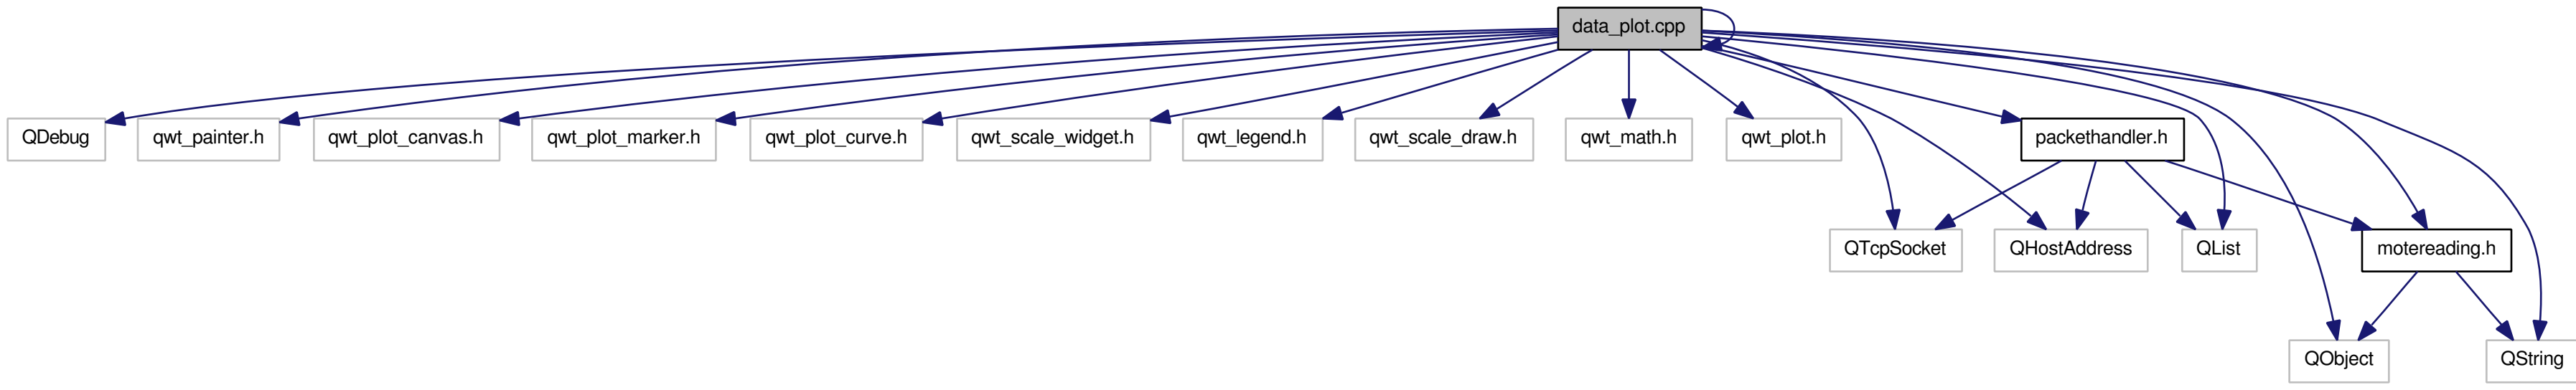 data_plot.cpp
QDebug
qwt_painter.h
qwt_plot_canvas.h
qwt_plot_marker.h
qwt_plot_curve.h
qwt_scale_widget.h
qwt_legend.h
qwt_scale_draw.h
qwt_math.h
qwt_plot.h
packethandler.h
QTcpSocket
QHostAddress
QList
motereading.h
QObject
QString